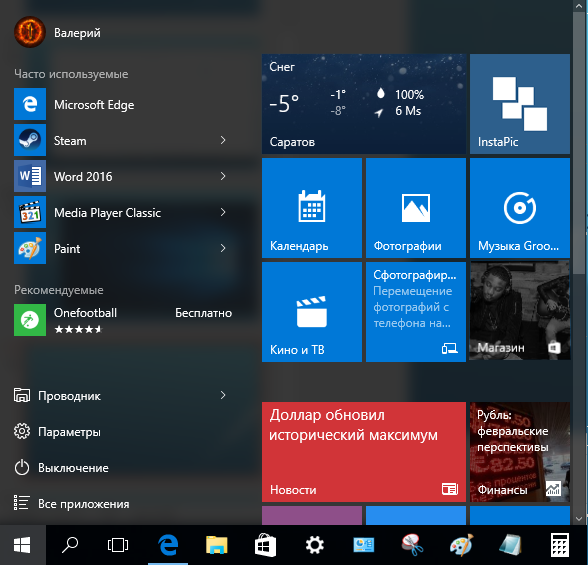 Валерий
Часто используемые
Microsoft Edge
Steam
Word 2016
Media Player Classic
Paint
Рекомендуемые
Onefootball
Бесплатно
Проводник
Параметры
Выключение
Все приложения
Снег
-5°
-1°
-8°
100%
6 Ms
Саратов
InstaPic
Календарь
Фотографии
Музыка Groo...
Кино и ТВ
Сфотографир...
Перемещение
фотографий с
телефона на...
Магазин
Доллар обновил
исторический максимум
Новости
Рубль:
февральские
перспективы
Финансы